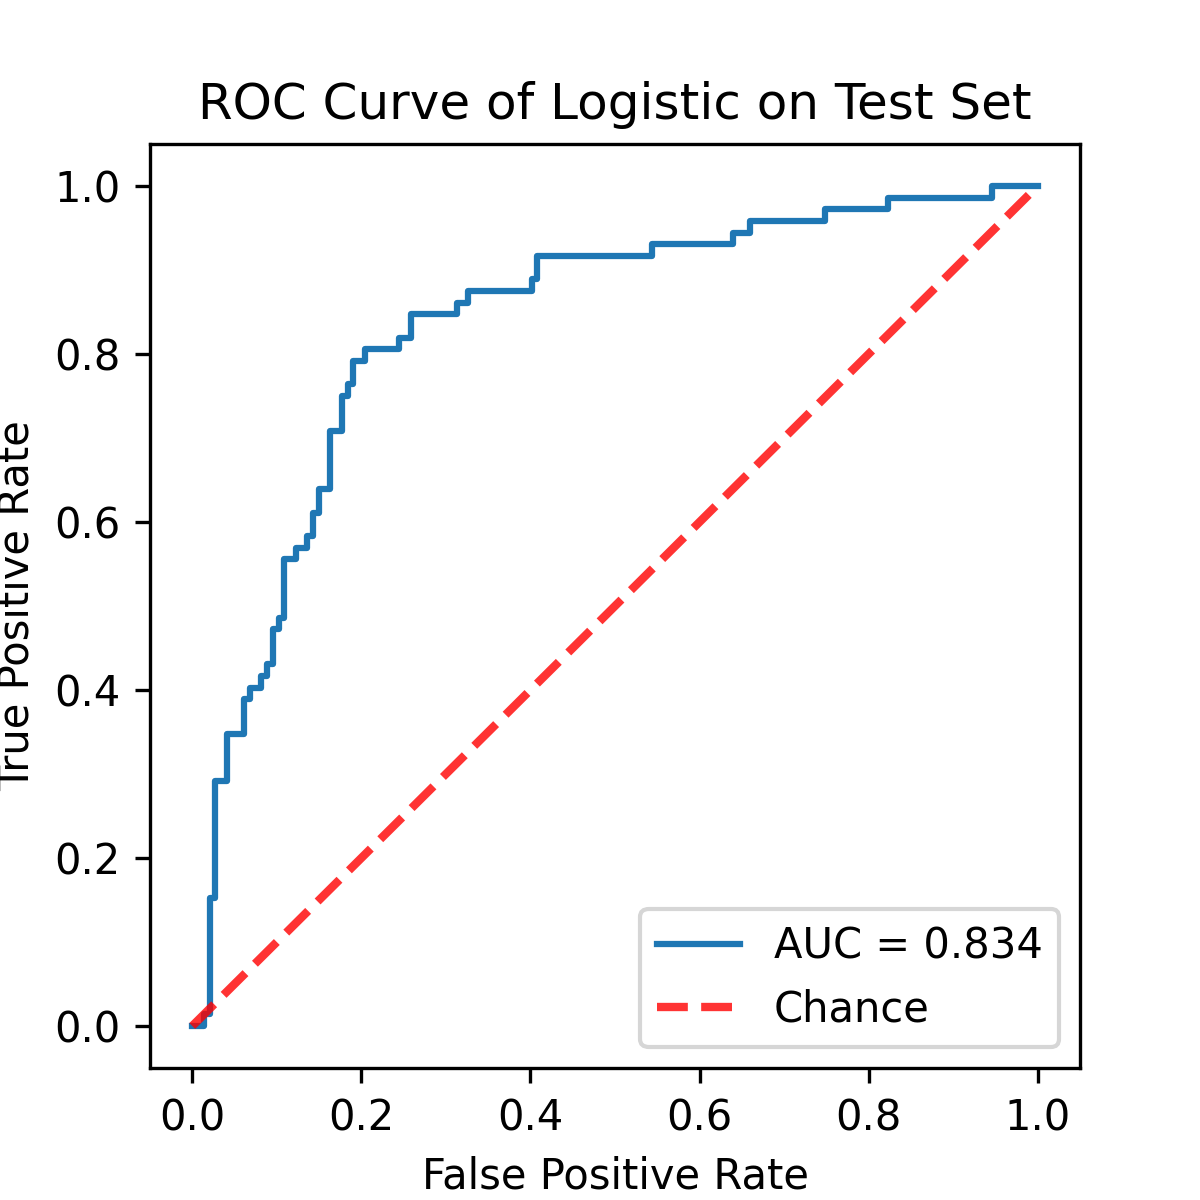 ROC Curve of Logistic on Test Set
True Positive Rate
1.0
0.8
0.6
0.4
0.2
0.0
AUC = 0.834
Chance
0.0 0.2 0.4 0.6 0.8 1.0
False Positive Rate